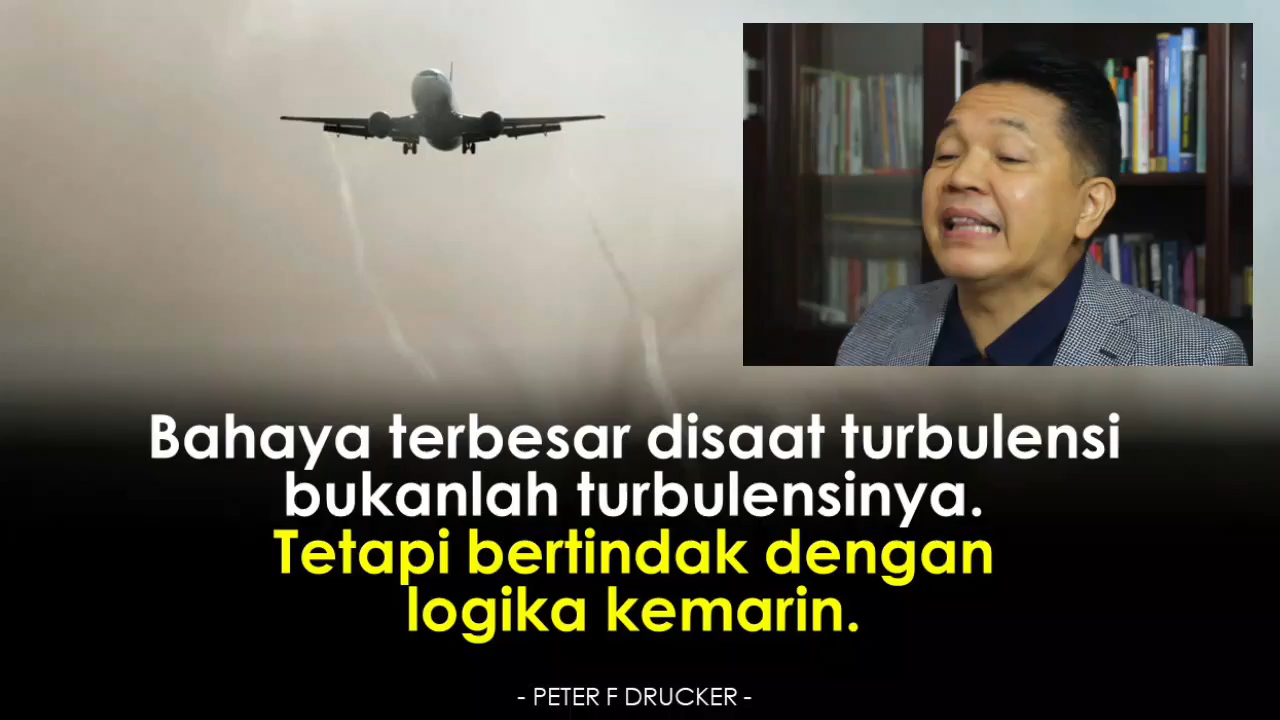 Bahaya terbesar disaat turbulensi
bukanlah turbulensinya.
Tetapi bertindak dengan
logika kemarin.
- PETER F DRUCKER -